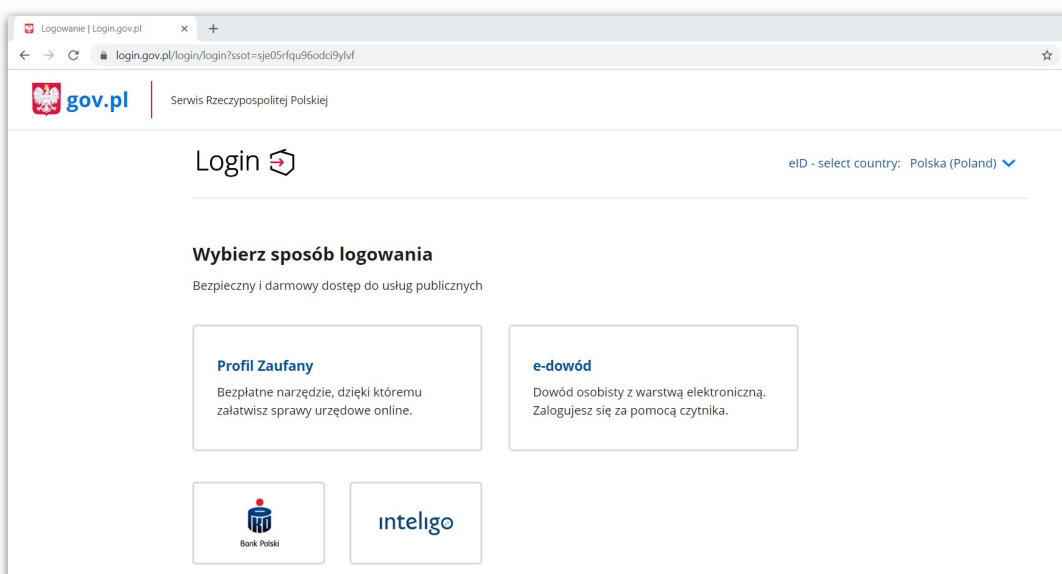 Logowanie | Login.gov.pl
login.gov.pl/login/login?ssot=sje05rfqu96odci9ylvf
gov.pl
Serwis Rzeczypospolitej Polskiej
Login
eID - select country: Polska (Poland)
Wybierz sposób logowania
Bezpieczny i darmowy dostęp do usług publicznych
Profil Zaufany
Bezpłatne narzędzie, dzięki któremu
załatwisz sprawy urzędowe online.
e-dowód
Dowód osobisty z warstwą elektroniczną.
Zalogujesz się za pomocą czytnika.
PKO
Bank Polski
inteligo